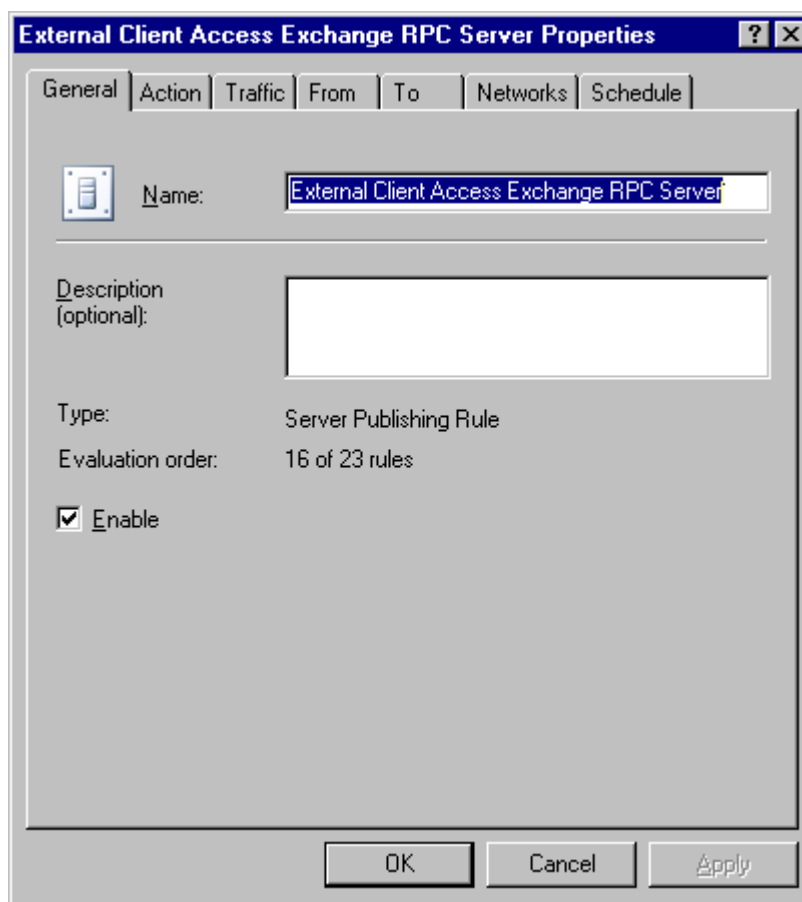 External Client Access Exchange RPC Server Properties
General Action Traffic From To Networks Schedule
Name: External Client Access Exchange RPC Server
Description
(optional):
Type: Server Publishing Rule
Evaluation order: 16 of 23 rules
Enable
OK Cancel Apply